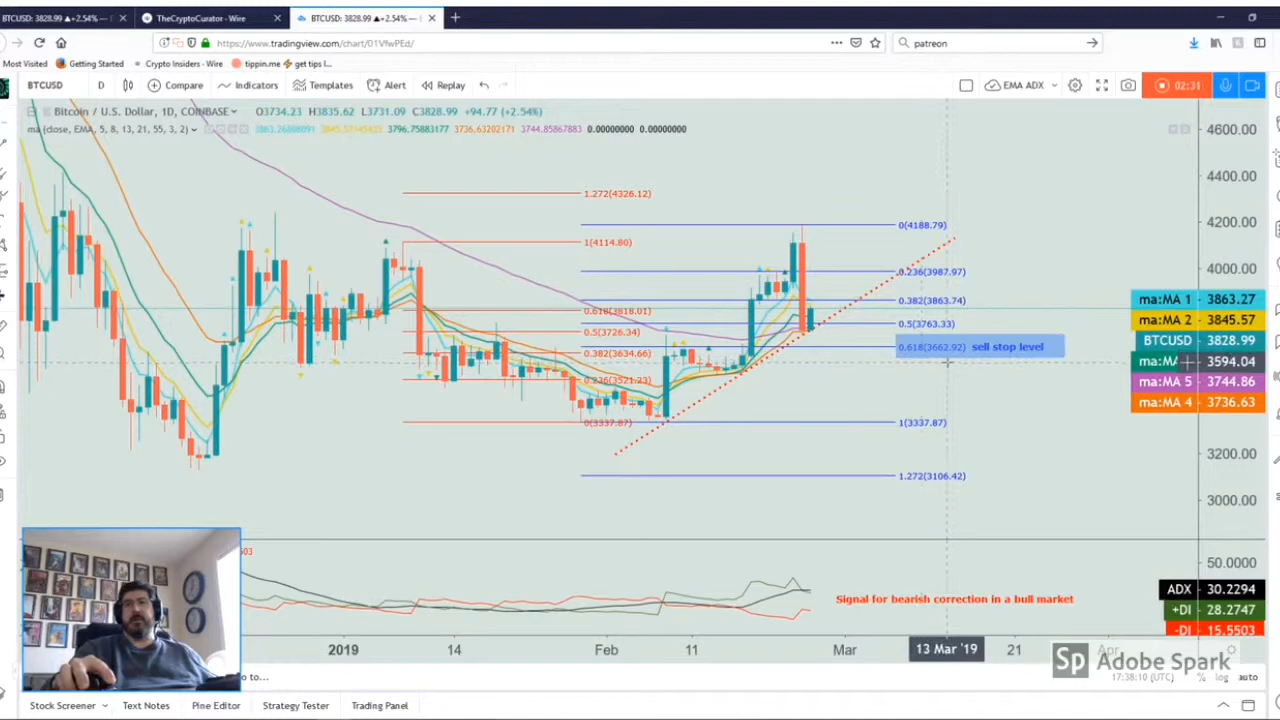 BTCUSD: 3828.99 ▲+2.54% —
TheCryptoCurator - Wire
BTCUSD: 3828.99 ▲+2.54% —
https://www.tradingview.com/chart/01VfwPEd/
patreon
Most Visited
Getting Started
Crypto Insiders - Wire
tippin.me ⚡ get tips l...
BTCUSD
D
Compare
Indicators
Templates
Alert
Replay
EMA ADX
02:31
Bitcoin / U.S. Dollar, 1D, COINBASE
O3734.23 H3835.62 L3731.09 C3828.99 +94.77 (+2.54%)
ma (close, EMA, 5, 8, 13, 21, 55, 3, 2)
3796.75883177 3736.63202171 3744.85867883 0.00000000 0.00000000
4600.00
4400.00
4200.00
4000.00
3200.00
3000.00
50.0000
1.272(4326.12)
1(4114.80)
0.618(3818.01)
0.5(3726.34)
0.382(3634.66)
0.236(3521.23)
0(3337.87)
0(4188.79)
0.236(3987.97)
0.382(3863.74)
0.5(3763.33)
0.618(3662.92) sell stop level
1(3337.87)
1.272(3106.42)
ma:MA 1 3863.27
ma:MA 2 3845.57
BTCUSD 3828.99
ma:MA 3594.04
ma:MA 5 3744.86
ma:MA 4 3736.63
ADX 30.2294
+DI 28.2747
-DI 15.5503
Signal for bearish correction in a bull market
2019
14
Feb
11
Mar
13 Mar '19
21
Apr
Sp Adobe Spark
17:38:10 (UTC)
%
log
auto
to...
Stock Screener
Text Notes
Pine Editor
Strategy Tester
Trading Panel